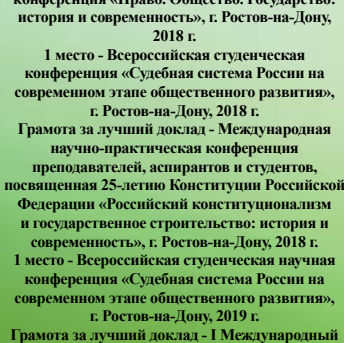 конференция «Право. Общество. Государство:
история и современность», г. Ростов-на-Дону,
2018 г.
1 место - Всероссийская студенческая
конференция «Судебная система России на
современном этапе общественного развития»,
г. Ростов-на-Дону, 2018 г.
Грамота за лучший доклад - Международная
научно-практическая конференция
преподавателей, аспирантов и студентов,
посвященная 25-летию Конституции Российской
Федерации «Российский конституционализм
и государственное строительство: история и
современность», г. Ростов-на-Дону, 2018 г.
1 место - Всероссийская студенческая научная
конференция «Судебная система России на
современном этапе общественного развития»,
г. Ростов-на-Дону, 2019 г.
Грамота за лучший доклад - I Международный